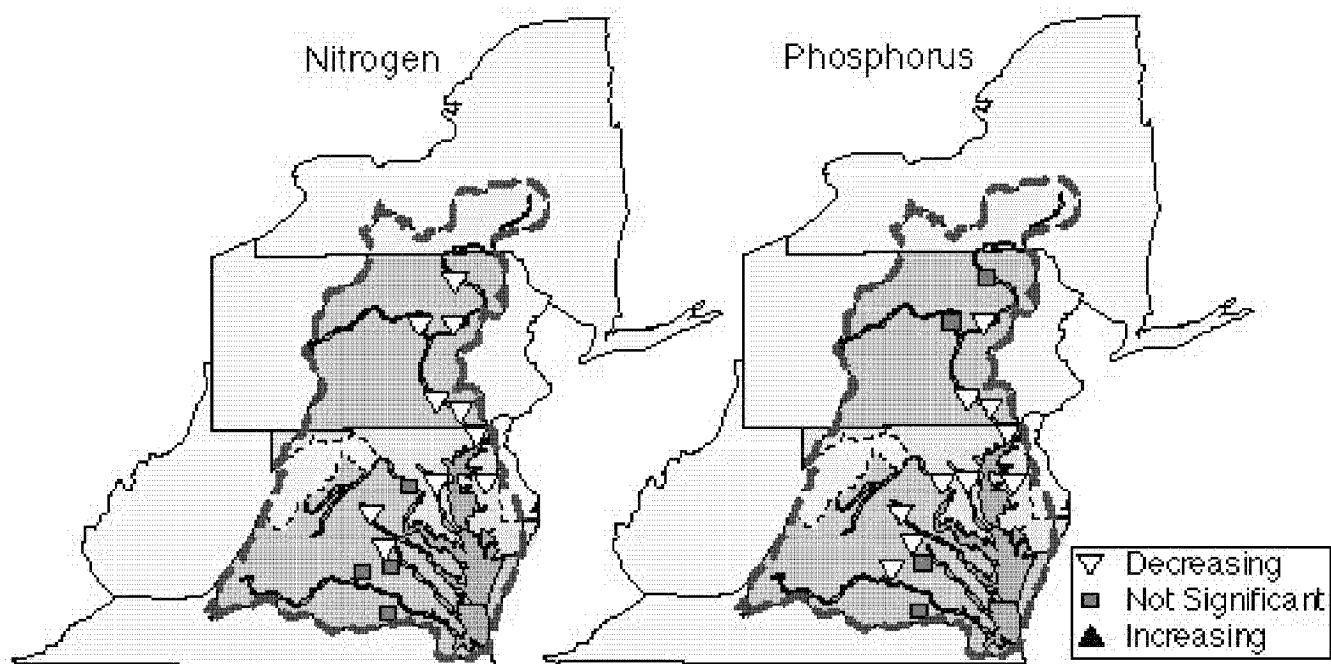 Nitrogen
Phosphorus
Decreasing
Not Significant
Increasing